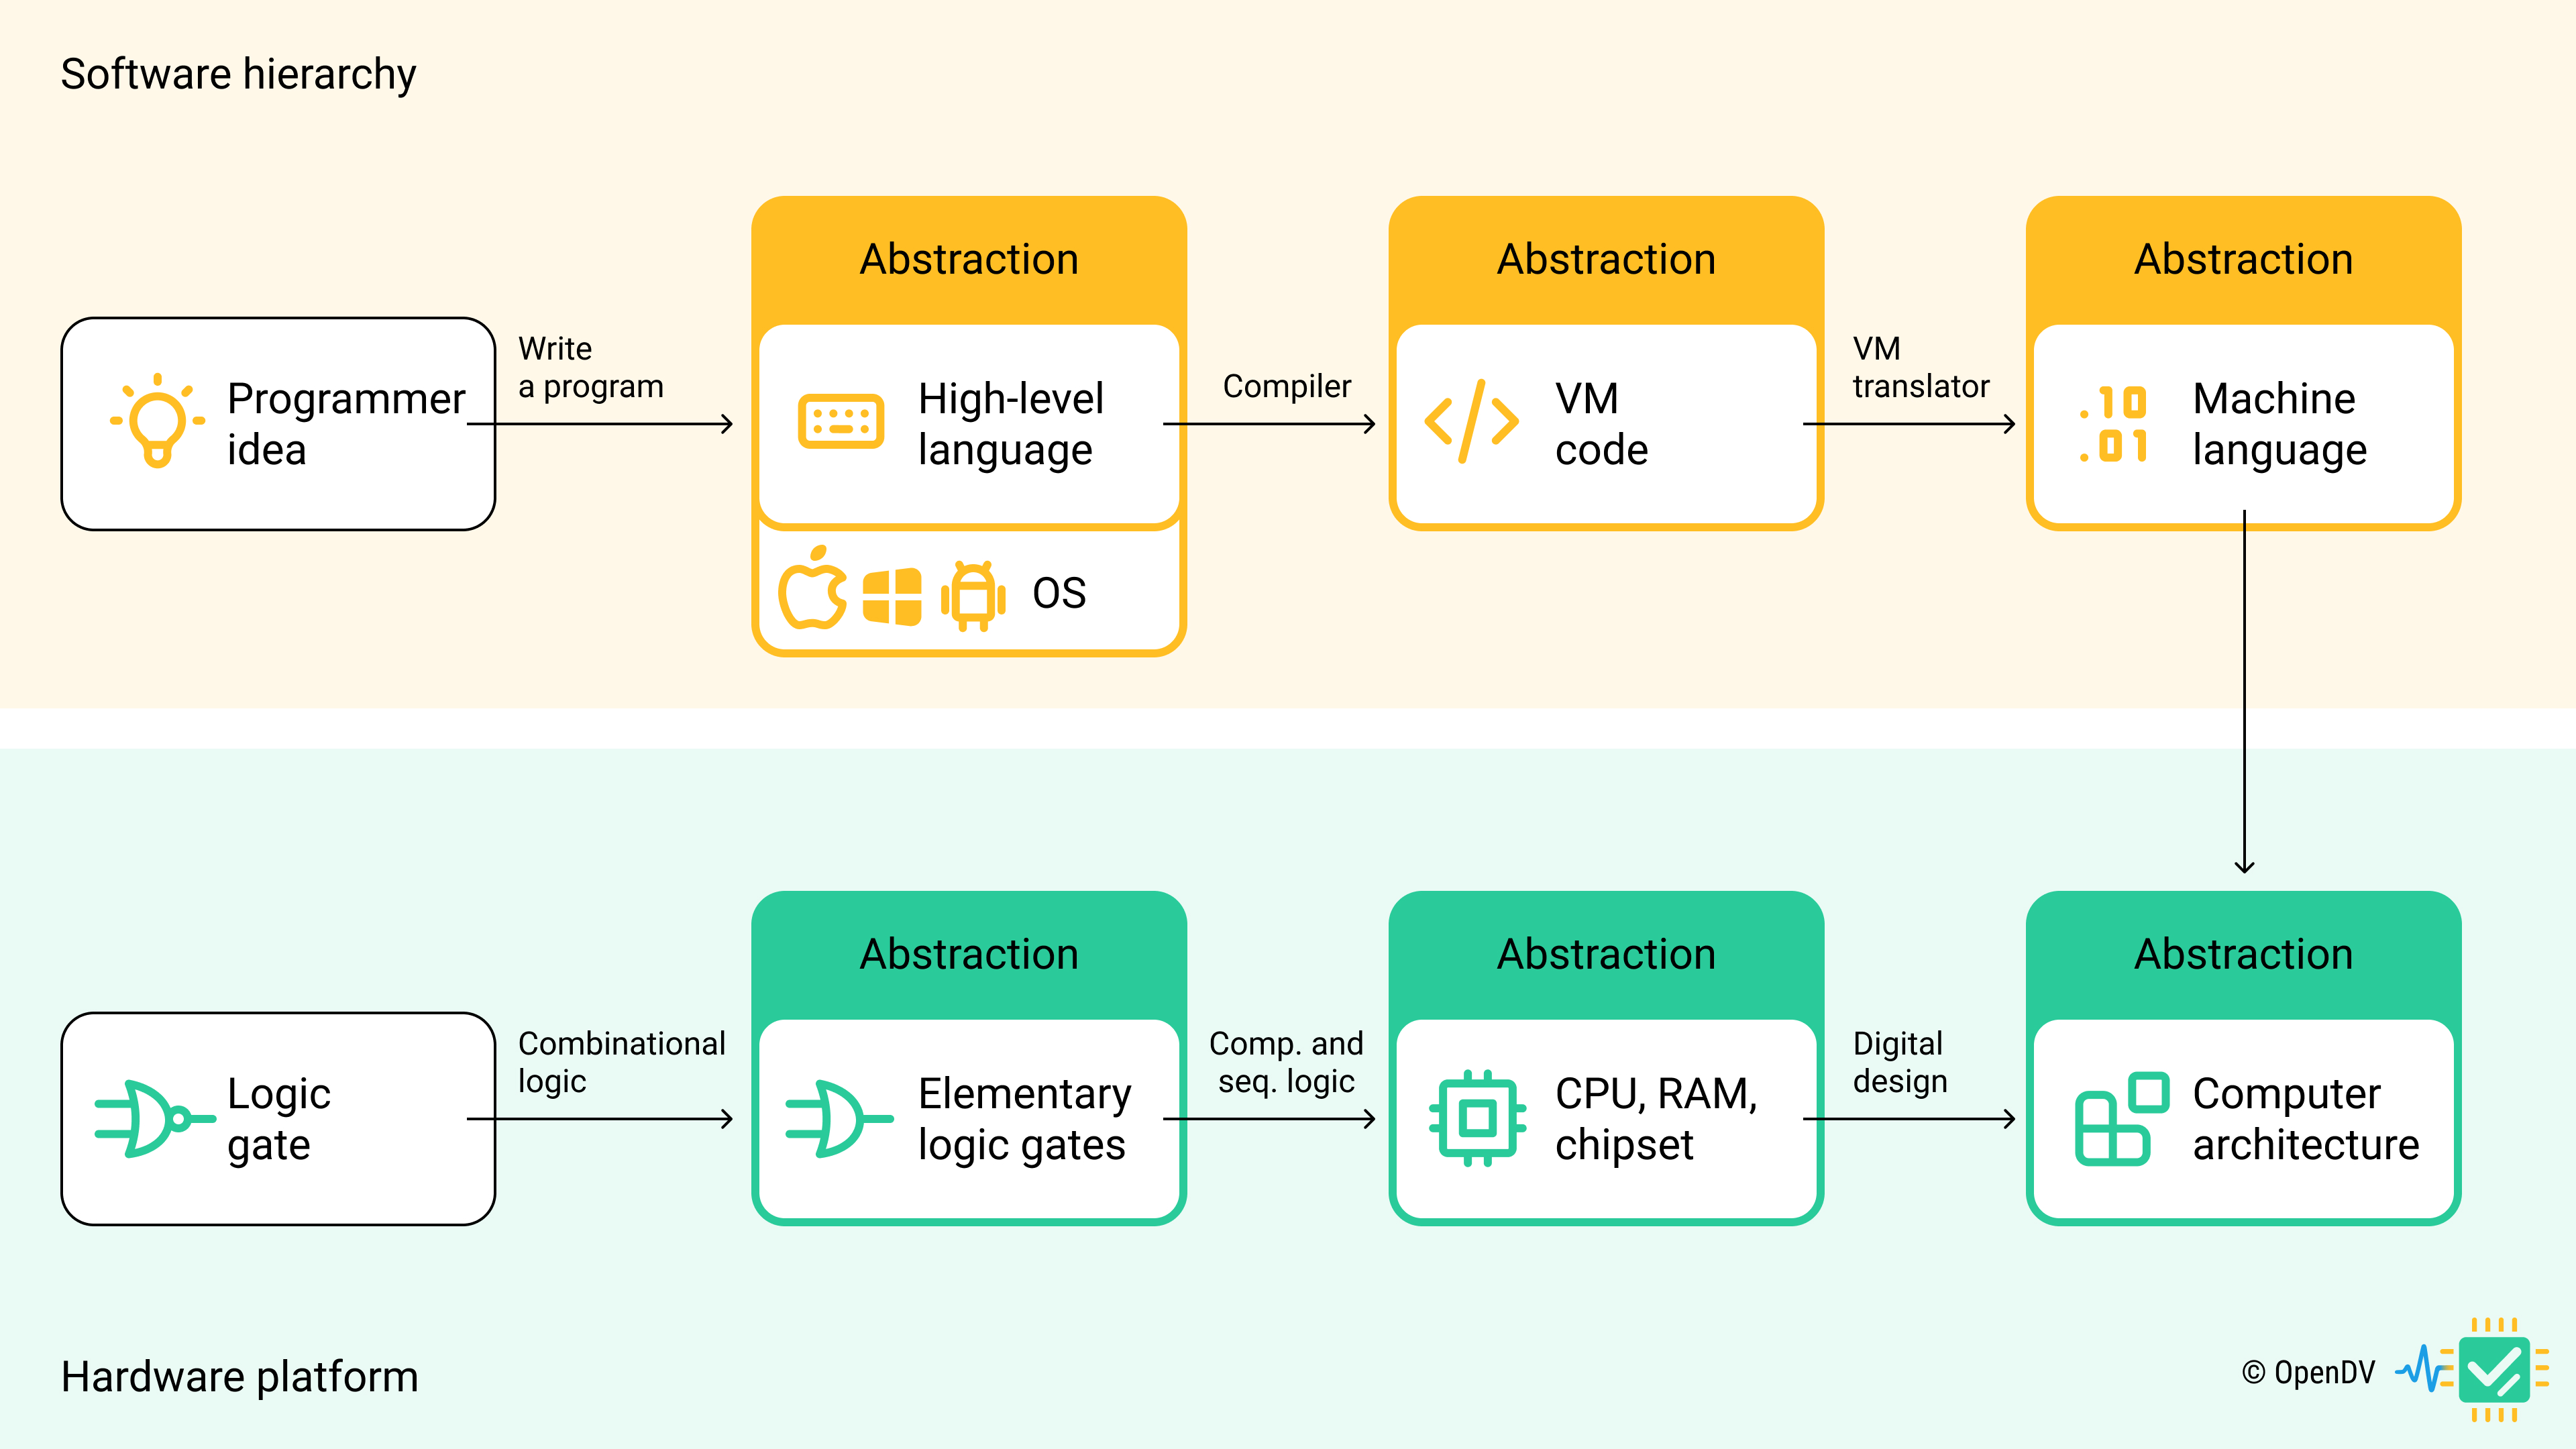 Software hierarchy
Abstraction
Abstraction
Abstraction
Programmer
idea
Write
a program
High-level
language
Compiler
VM
code
VM
translator
.10
.01
Machine
language
OS
Abstraction
Abstraction
Abstraction
Logic
gate
Combinational
logic
Elementary
logic gates
Comp. and
seq. logic
CPU, RAM,
chipset
Digital
design
Computer
architecture
Hardware platform
© OpenDV